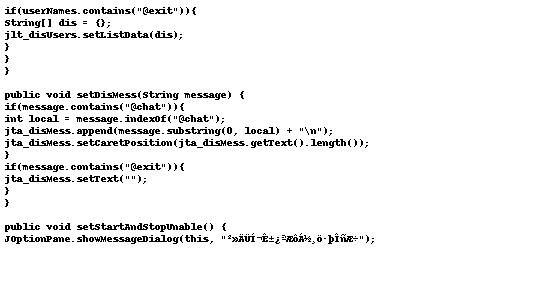 if(userNames.contains("@exit")){
String[] dis = {};
jlt_disUsers.setListData(dis);
}
}
}
public void setDisMess(String message) {
if(message.contains("@chat")){
int local = message.indexOf("@chat");
jta_disMess.append(message.substring(0, local) + "\n");
jta_disMess.setCaretPosition(jta_disMess.getText().length());
}
if(message.contains("@exit")){
jta_disMess.setText("");
}
}
public void setStartAndStopUnable() {
JOptionPane.showMessageDialog(this, "²»ÄÜÍ¬Ê±¿ªÆôÁ½¸ö·þÎñÆ÷");